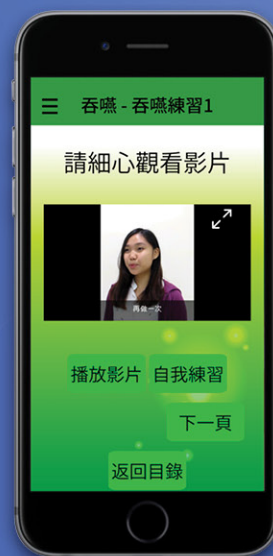 吞嚥 - 吞嚥練習1
請細心觀看影片
再做一次
播放影片 自我練習
下一頁
返回目錄